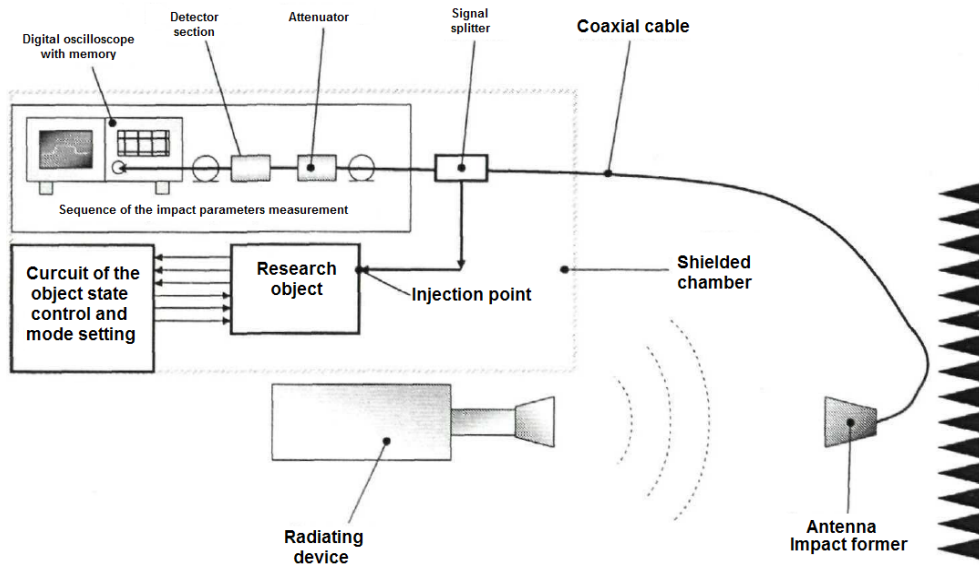 Digital oscilloscope
with memory
Detector
section
Attenuator
Signal
splitter
Coaxial cable
Sequence of the impact parameters measurement
Curcuit of the
object state
control and
mode setting
Research
object
Injection point
Shielded
chamber
Radiating
device
Antenna
Impact former